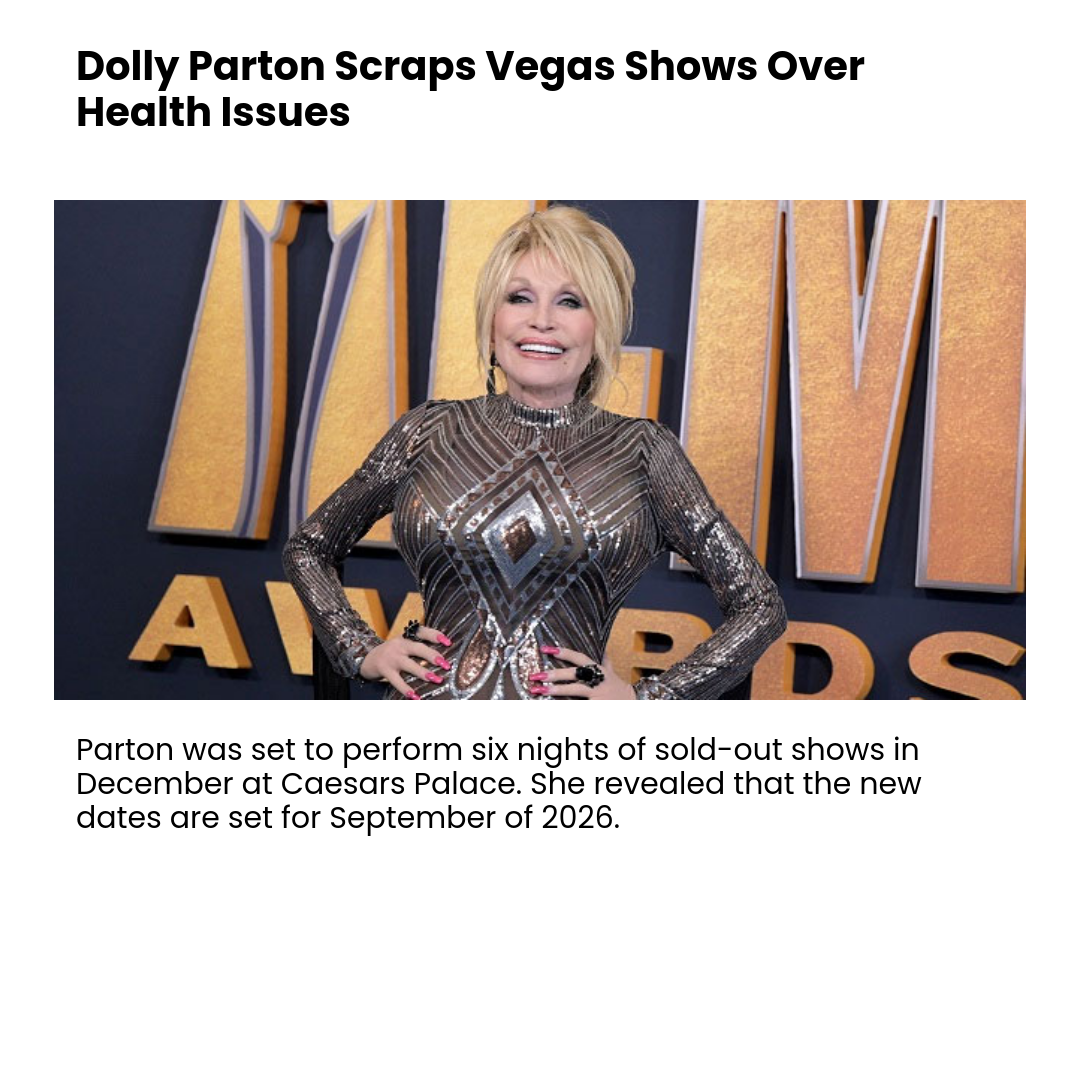 Dolly Parton Scraps Vegas Shows Over
Health Issues
AWARDS
Parton was set to perform six nights of sold-out shows in
December at Caesars Palace. She revealed that the new
dates are set for September of 2026.